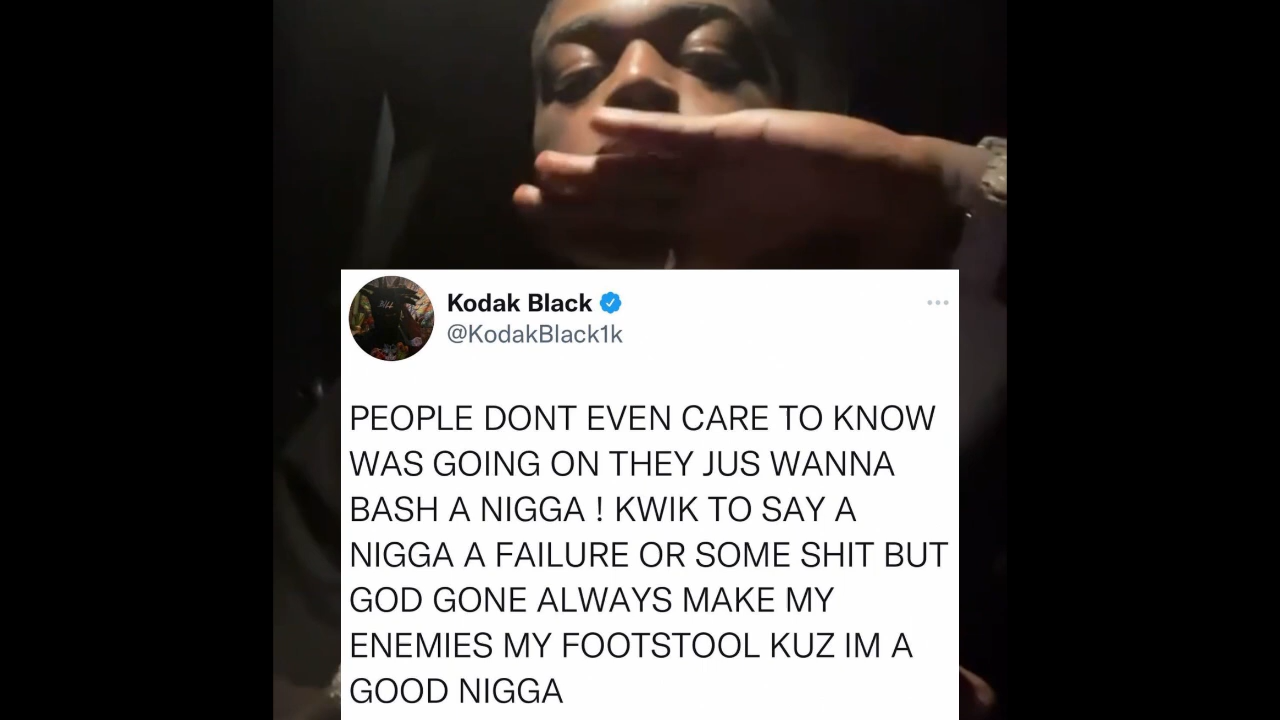 Kodak Black
@KodakBlack1k
PEOPLE DONT EVEN CARE TO KNOW
WAS GOING ON THEY JUS WANNA
BASH A NIGGA ! KWIK TO SAY A
NIGGA A FAILURE OR SOME SHIT BUT
GOD GONE ALWAYS MAKE MY
ENEMIES MY FOOTSTOOL KUZ IM A
GOOD NIGGA